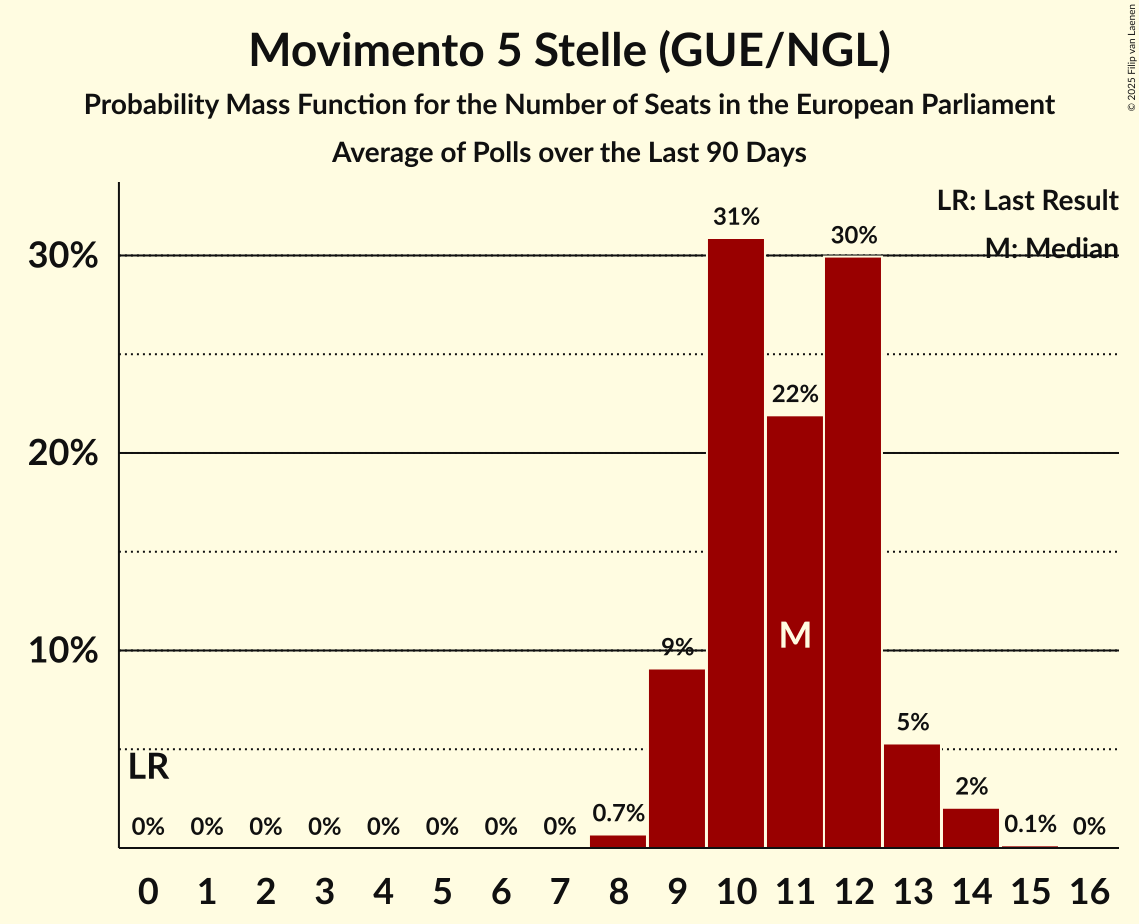 Movimento 5 Stelle (GUE/NGL)
Probability Mass Function for the Number of Seats in the European Parliament
Average of Polls over the Last 90 Days
© 2025 Filip van Laenen
LR: Last Result
M: Median
30%
20%
10%
31%
30%
22%
9%
M
5%
LR
2%
0% 0% 0% 0% 0% 0% 0% 0% 0.7% 0.1% 0%
0 1 2 3 4 5 6 7 8 9 10 11 12 13 14 15 16